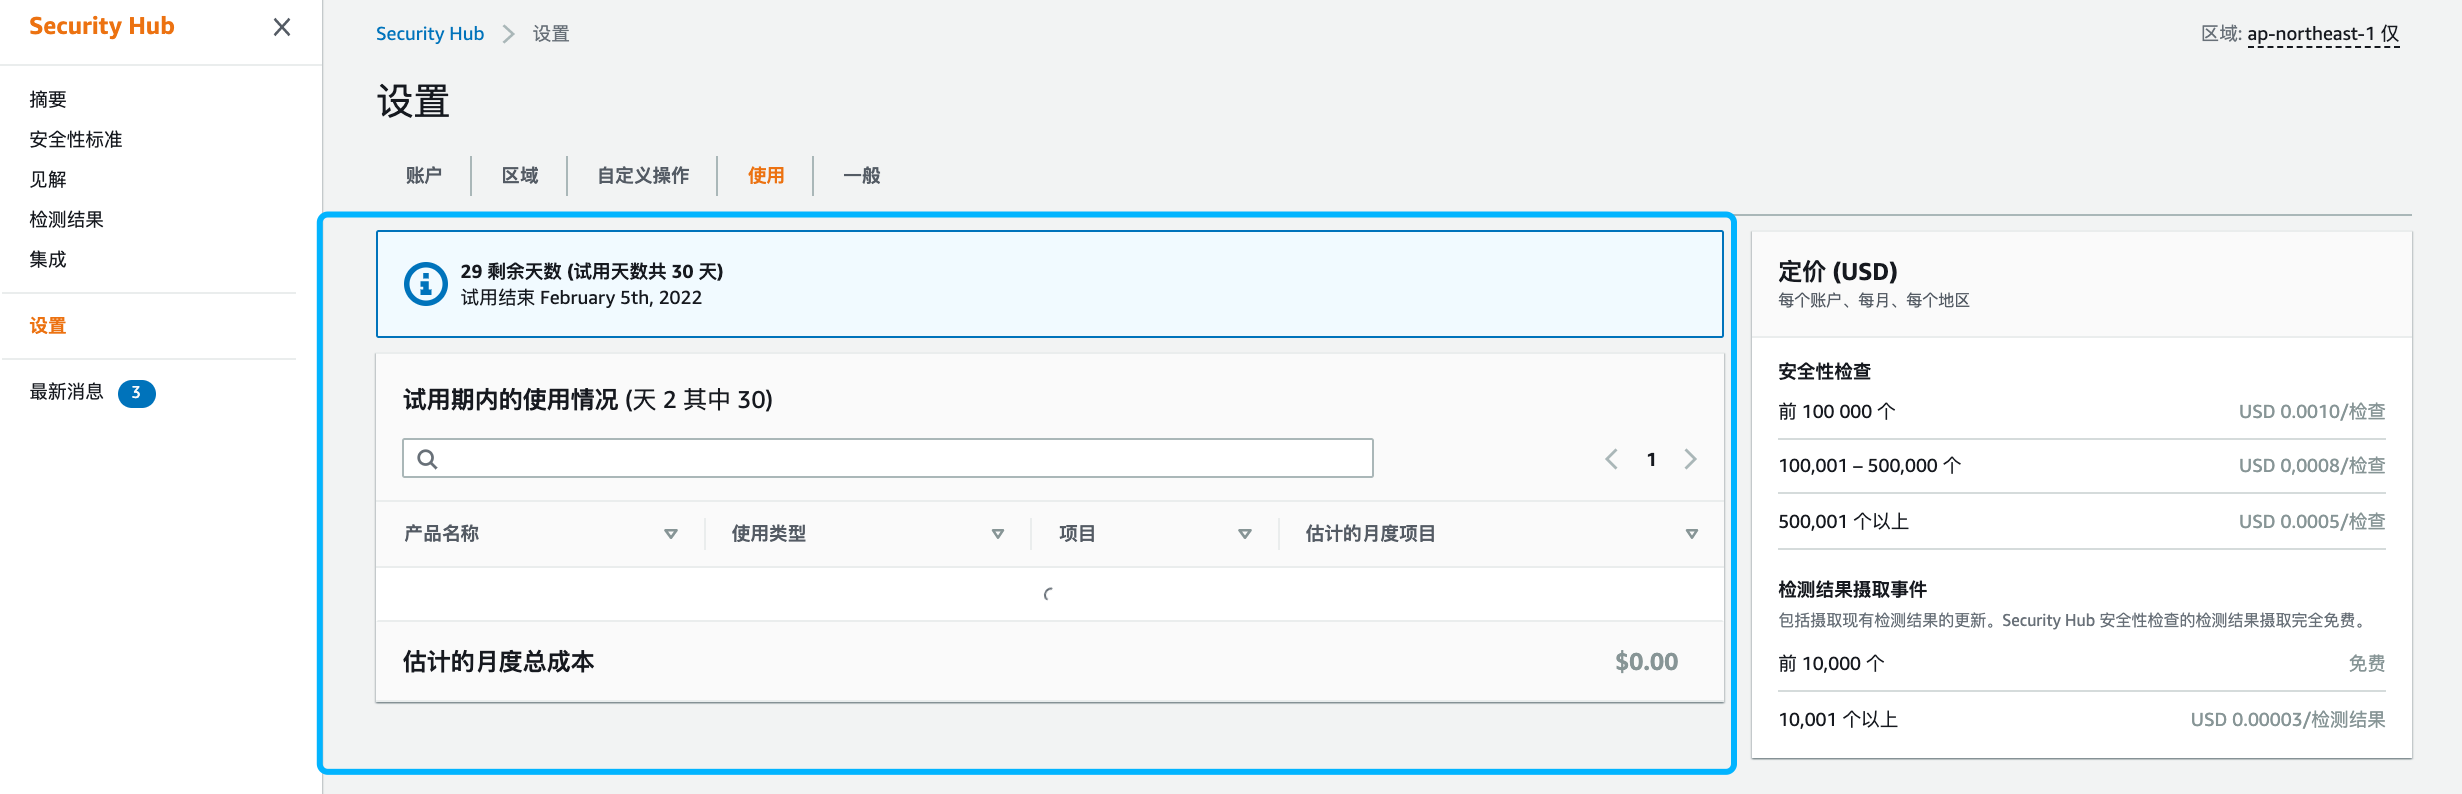 Security Hub
摘要
安全性标准
见解
检测结果
集成
设置
最新消息 3
Security Hub 设置
区域: ap-northeast-1 仅
设置
账户 区域 自定义操作 使用 一般
29 剩余天数 (试用天数共 30 天)
试用结束 February 5th, 2022
试用期内的使用情况 (天 2 其中 30)
1
产品名称 使用类型 项目 估计的月度项目
估计的月度总成本 $0.00
定价 (USD)
每个账户、每月、每个地区
安全性检查
前 100 000 个 USD 0.0010/检查
100,001 – 500,000 个 USD 0,0008/检查
500,001 个以上 USD 0.0005/检查
检测结果摄取事件
包括摄取现有检测结果的更新。Security Hub 安全性检查的检测结果摄取完全免费。
前 10,000 个 免费
10,001 个以上 USD 0.00003/检测结果